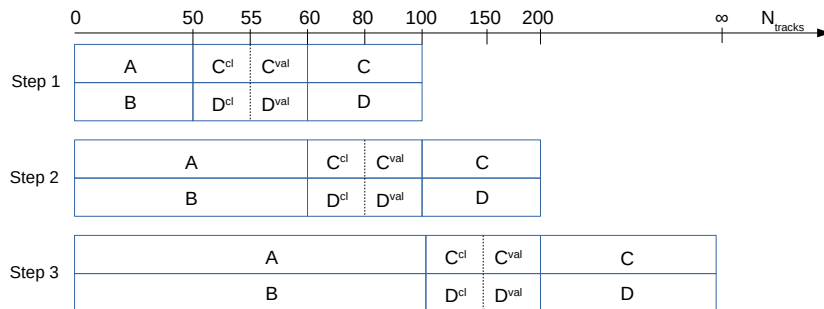 0 50 55 60 80 100 150 200 ∞ N_tracks
A C^cl C^val C
Step 1
B D^cl D^val D
A C^cl C^val C
Step 2
B D^cl D^val D
A C^cl C^val C
Step 3
B D^cl D^val D